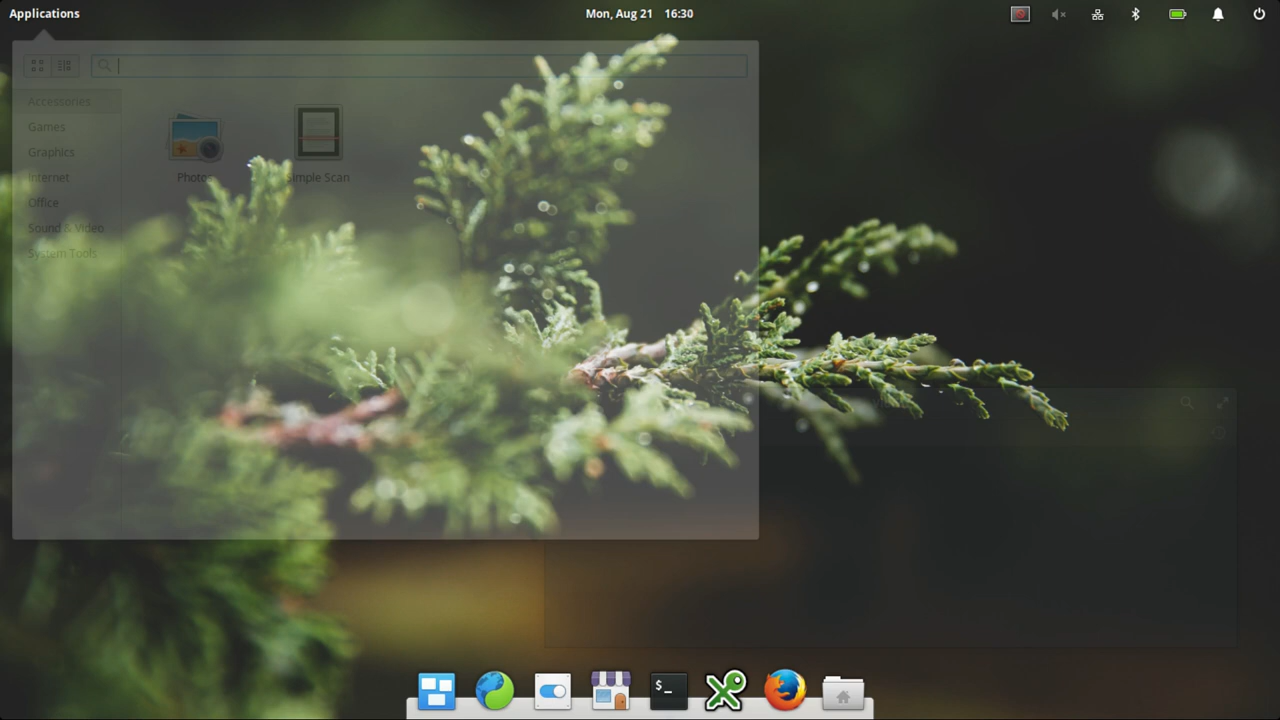 Applications
Mon, Aug 21 16:30
Accessories
Games
Graphics
Internet
Office
Sound & Video
System Tools
Photos
Simple Scan
$_